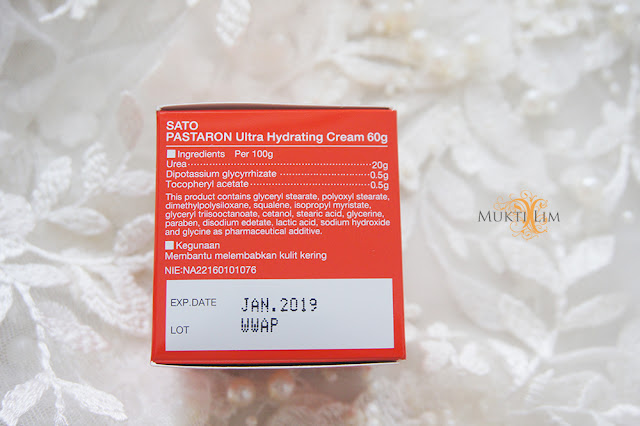 SATO
PASTARON Ultra Hydrating Cream 60g
Ingredients Per 100g
Urea 20g
Dipotassium glycyrrhizate 0.5g
Tocopheryl acetate 0.5g
This product contains glyceryl stearate, polyoxyl stearate,
dimethylpolysiioxane, squalene, isopropyl myristate,
glyceryl triisooctanoate, cetanol, stearic acid, glycerine,
paraben, disodium edetate, lactic acid, sodium hydroxide
and glycine as pharmaceutical additive.
Kegunaan
Membantu melembabkan kulit kering
NIE:NA22160101076
EXP.DATE JAN.2019
LOT WWAP
MUKTI LIM